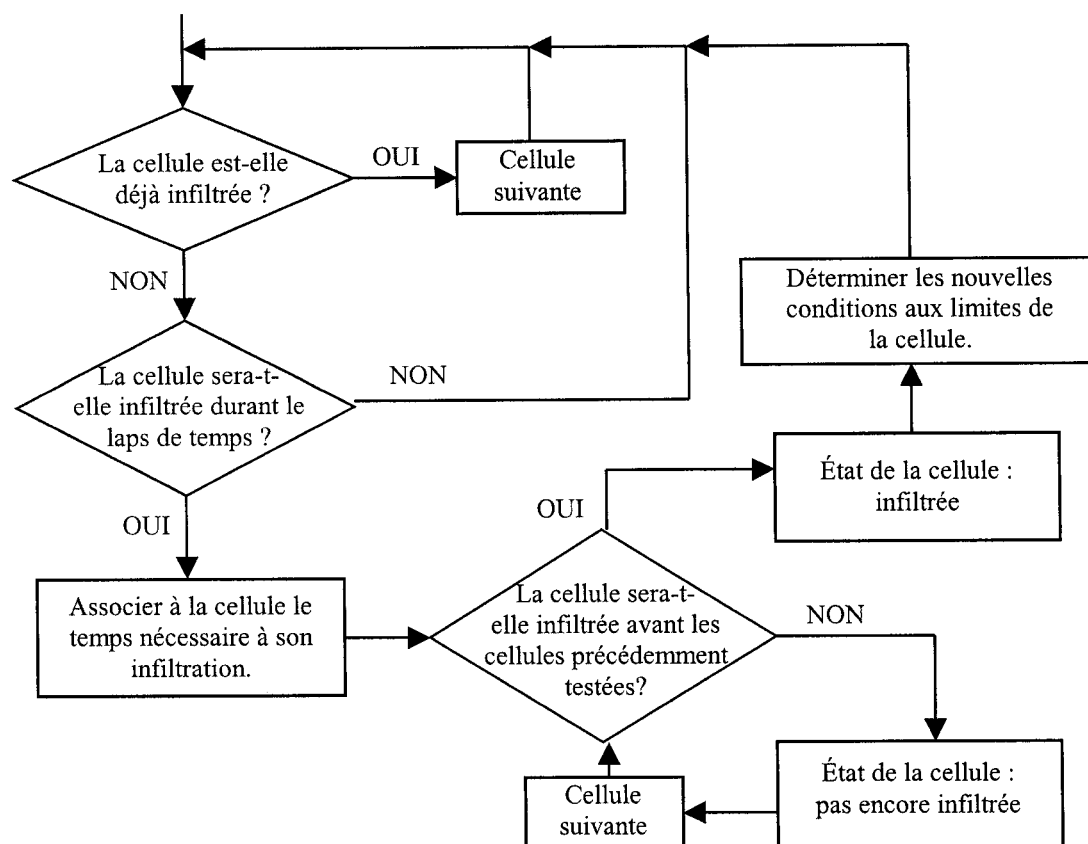 La cellule est-elle
déjà infiltrée ?
OUI
Cellule
suivante
NON
Déterminer les nouvelles
conditions aux limites de
la cellule.
La cellule sera-t-
elle infiltrée durant le
laps de temps ?
NON
OUI
État de la cellule :
infiltrée
OUI
Associer à la cellule le
temps nécessaire à son
infiltration.
La cellule sera-t-
elle infiltrée avant les
cellules précédemment
testées?
NON
État de la cellule :
pas encore infiltrée
Cellule
suivante